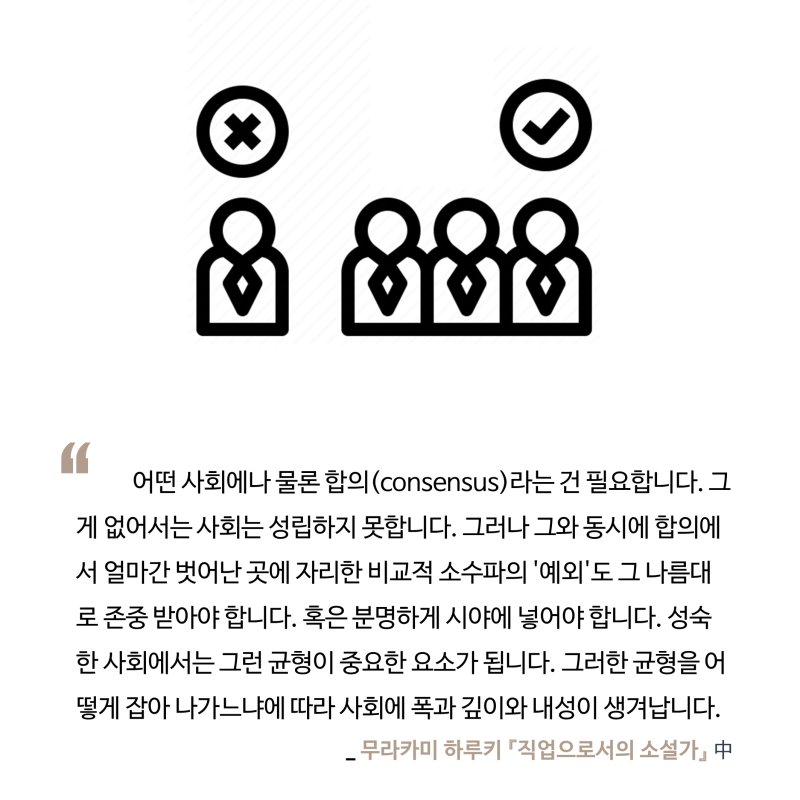 “
어떤 사회에나 물론 합의(consensus)라는 건 필요합니다. 그
게 없어서는 사회는 성립하지 못합니다. 그러나 그와 동시에 합의에
서 얼마간 벗어난 곳에 자리한 비교적 소수파의 '예외'도 그 나름대
로 존중 받아야 합니다. 혹은 분명하게 시야에 넣어야 합니다. 성숙
한 사회에서는 그런 균형이 중요한 요소가 됩니다. 그러한 균형을 어
떻게 잡아 나가느냐에 따라 사회에 폭과 깊이와 내성이 생겨납니다.
_ 무라카미 하루키 『직업으로서의 소설가』 中